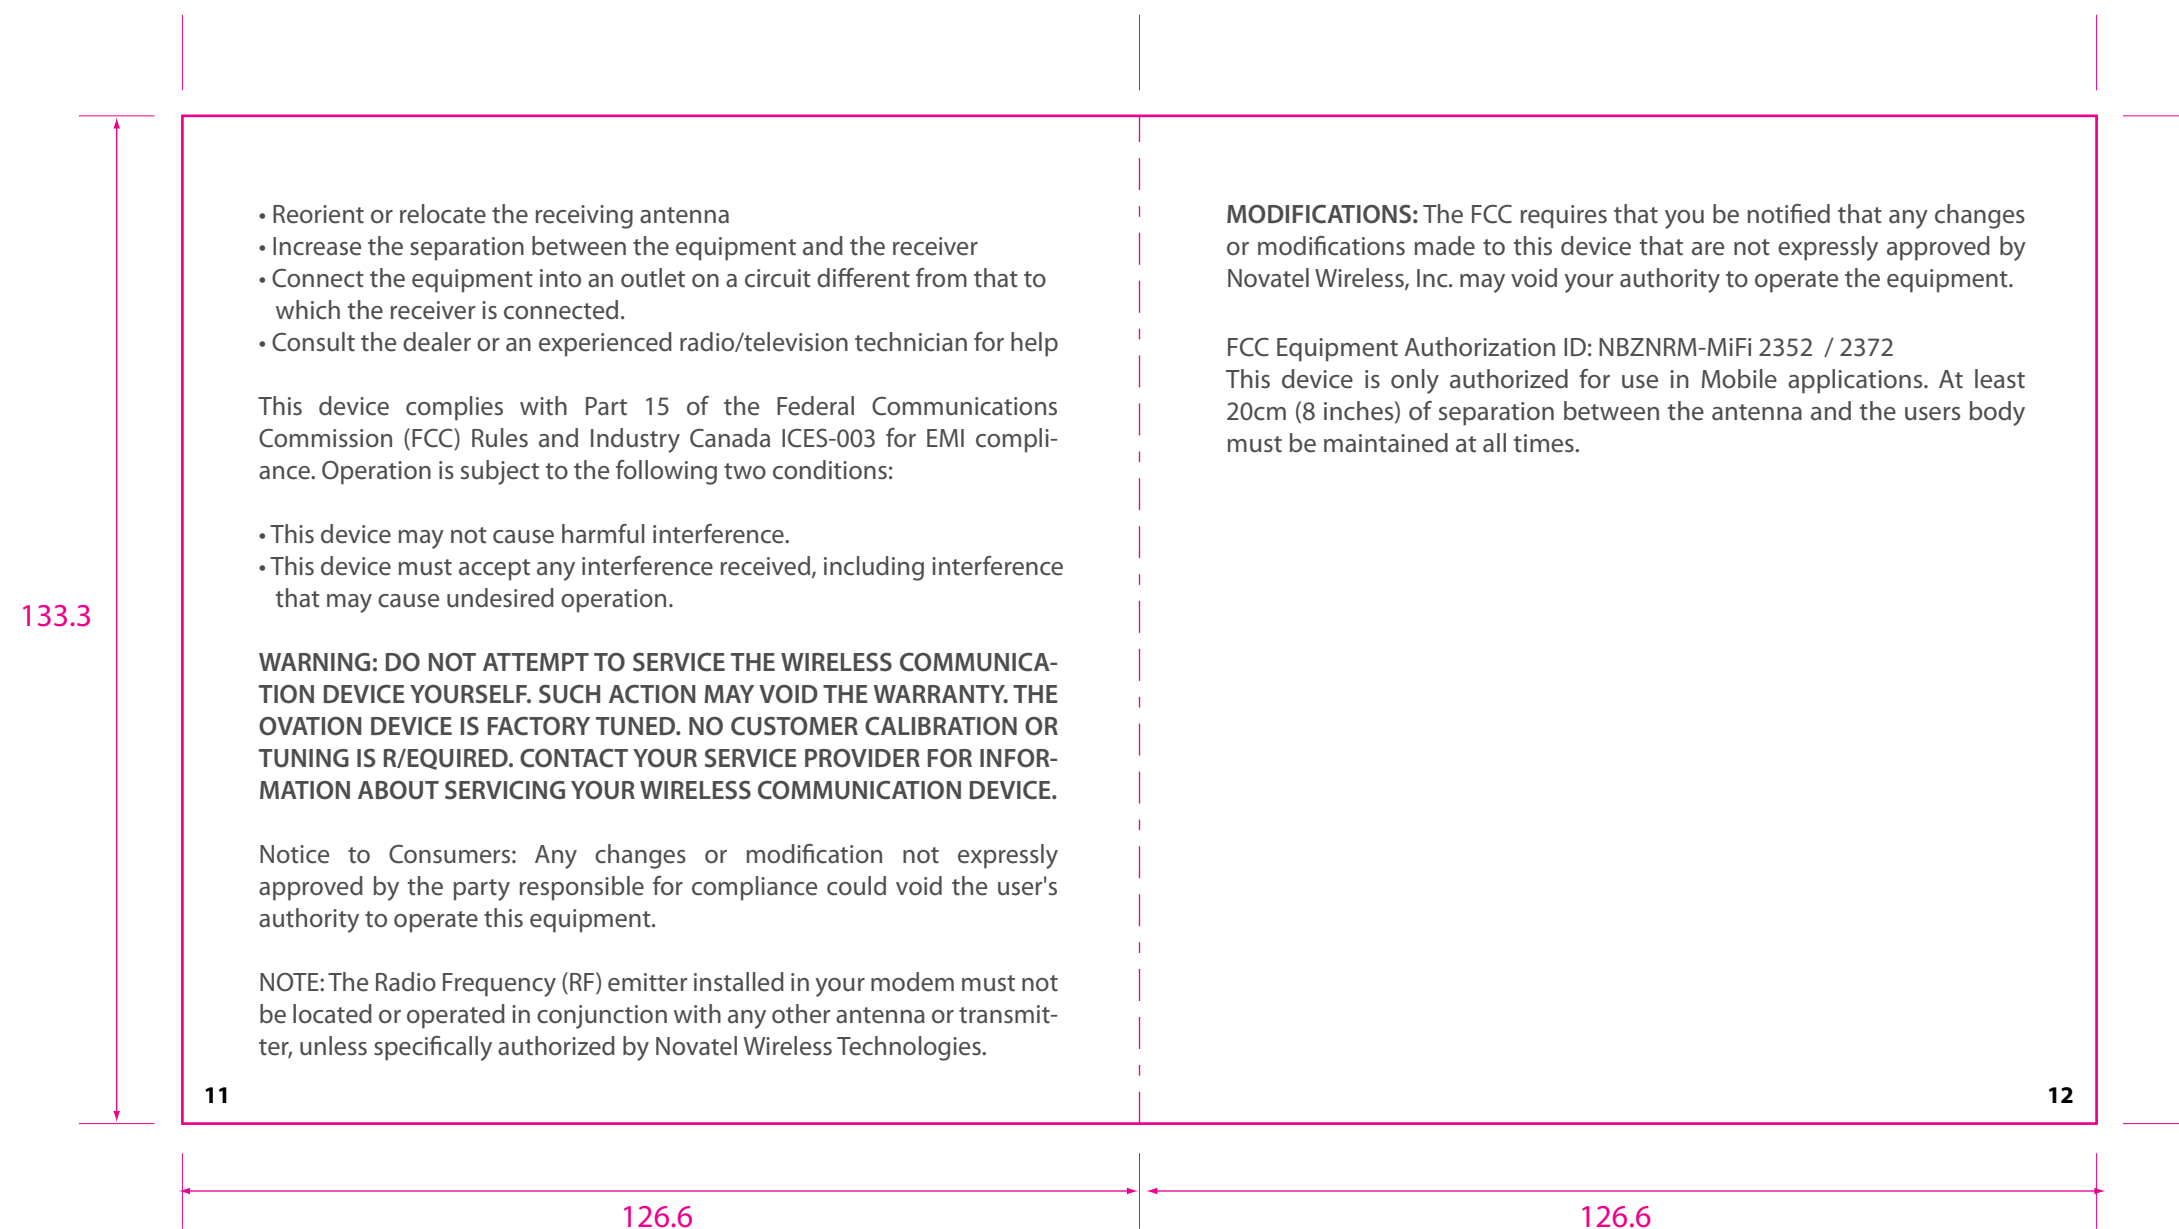 • Reorient or relocate the receiving antenna
• Increase the separation between the equipment and the receiver
• Connect the equipment into an outlet on a circuit different from that to
which the receiver is connected.
• Consult the dealer or an experienced radio/television technician for help
This device complies with Part 15 of the Federal Communications
Commission (FCC) Rules and Industry Canada ICES-003 for EMI compli-
ance. Operation is subject to the following two conditions:
• This device may not cause harmful interference.
• This device must accept any interference received, including interference
that may cause undesired operation.
WARNING: DO NOT ATTEMPT TO SERVICE THE WIRELESS COMMUNICA-
TION DEVICE YOURSELF. SUCH ACTION MAY VOID THE WARRANTY. THE
OVATION DEVICE IS FACTORY TUNED. NO CUSTOMER CALIBRATION OR
TUNING IS R/EQUIRED. CONTACT YOUR SERVICE PROVIDER FOR INFOR-
MATION ABOUT SERVICING YOUR WIRELESS COMMUNICATION DEVICE.
Notice to Consumers: Any changes or modification not expressly
approved by the party responsible for compliance could void the user's
authority to operate this equipment.
NOTE: The Radio Frequency (RF) emitter installed in your modem must not
be located or operated in conjunction with any other antenna or transmit-
ter, unless specifically authorized by Novatel Wireless Technologies.
11
MODIFICATIONS: The FCC requires that you be notified that any changes
or modifications made to this device that are not expressly approved by
Novatel Wireless, Inc. may void your authority to operate the equipment.
FCC Equipment Authorization ID: NBZNRM-MiFi 2352 / 2372
This device is only authorized for use in Mobile applications. At least
20cm (8 inches) of separation between the antenna and the users body
must be maintained at all times.
12
133.3
126.6
126.6